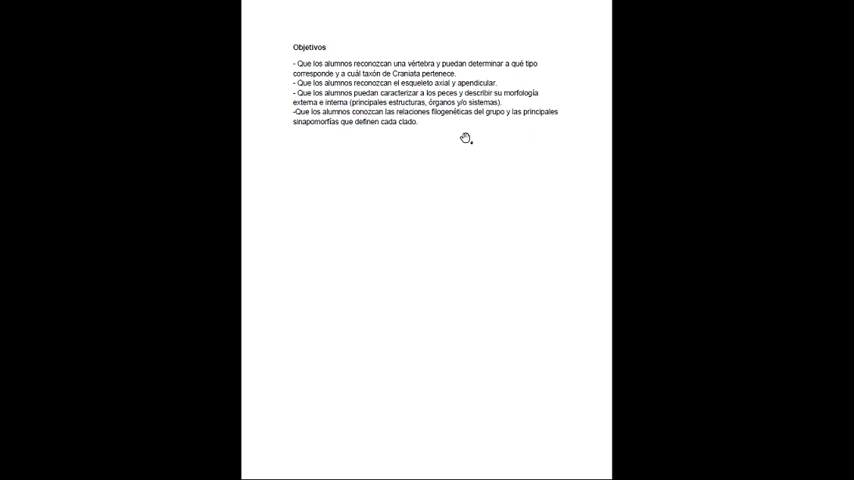 Objetivos
- Que los alumnos reconozcan una vértebra y puedan determinar a qué tipo
corresponde y a cuál taxón de Craniata pertenece.
- Que los alumnos reconozcan el esqueleto axial y apendicular.
- Que los alumnos puedan caracterizar a los peces y describir su morfología
externa e interna (principales estructuras, órganos y/o sistemas).
-Que los alumnos conozcan las relaciones filogenéticas del grupo y las principales
sinapomorfías que definen cada clado.